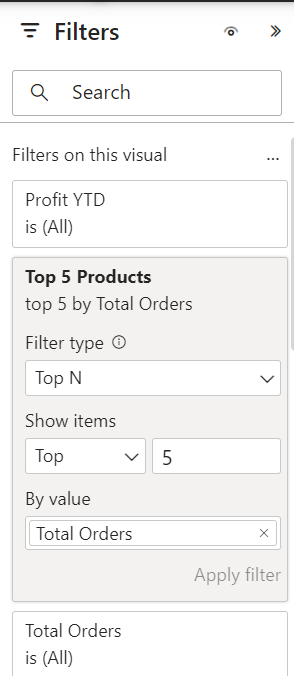 Filters
Search
Filters on this visual
...
Profit YTD
is (All)
Top 5 Products
top 5 by Total Orders
Filter type
Top N
Show items
Top 5
By value
Total Orders
Apply filter
Total Orders
is (All)